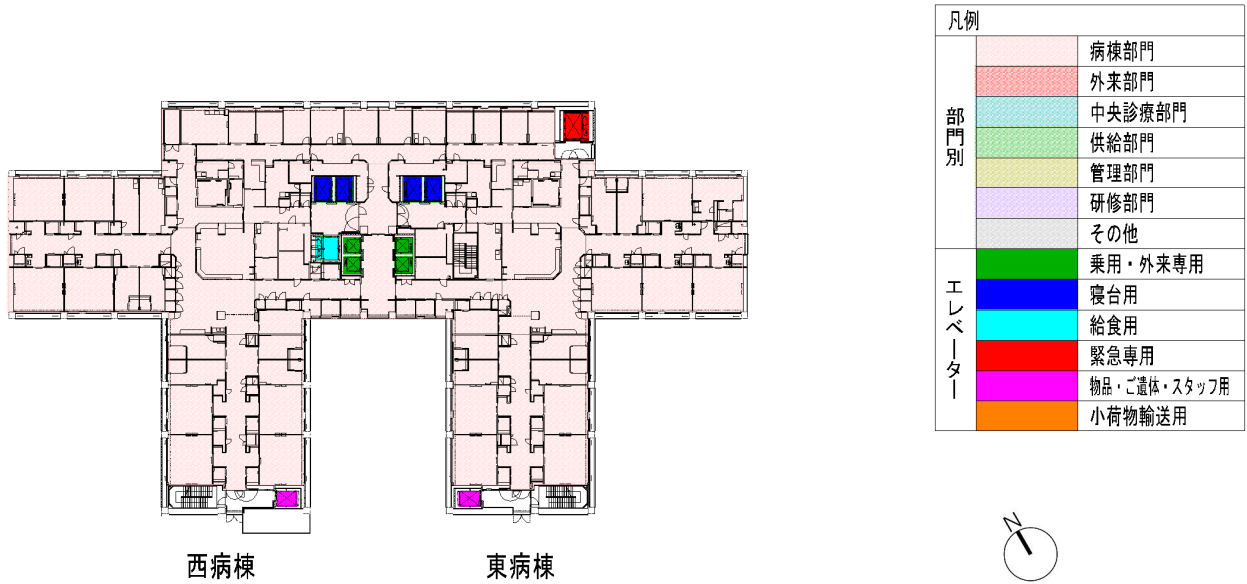 凡例
部門別
病棟部門
外来部門
中央診療部門
供給部門
管理部門
研修部門
その他
エレベーター
乗用・外来専用
寝台用
給食用
緊急専用
物品・ご遺体・スタッフ用
小荷物輸送用
西病棟
東病棟
N